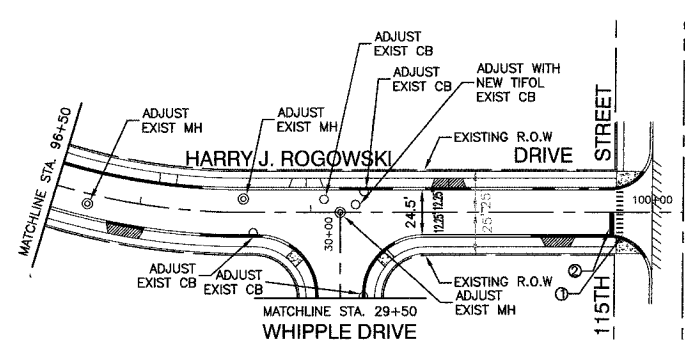 ADJUST
EXIST CB
ADJUST
EXIST CB
ADJUST WITH
NEW TIFOL
EXIST CB
ADJUST
EXIST MH
ADJUST
EXIST MH
EXISTING R.O.W
STREET
HARRY J. ROGOWSKI DRIVE
MATCHLINE STA. 96+50
24.5'
12.25'
12.25'
25'
25'
100+00
30+00
ADJUST
EXIST CB
ADJUST
EXIST CB
EXISTING R.O.W
ADJUST
EXIST MH
2
1
115TH
MATCHLINE STA. 29+50
WHIPPLE DRIVE